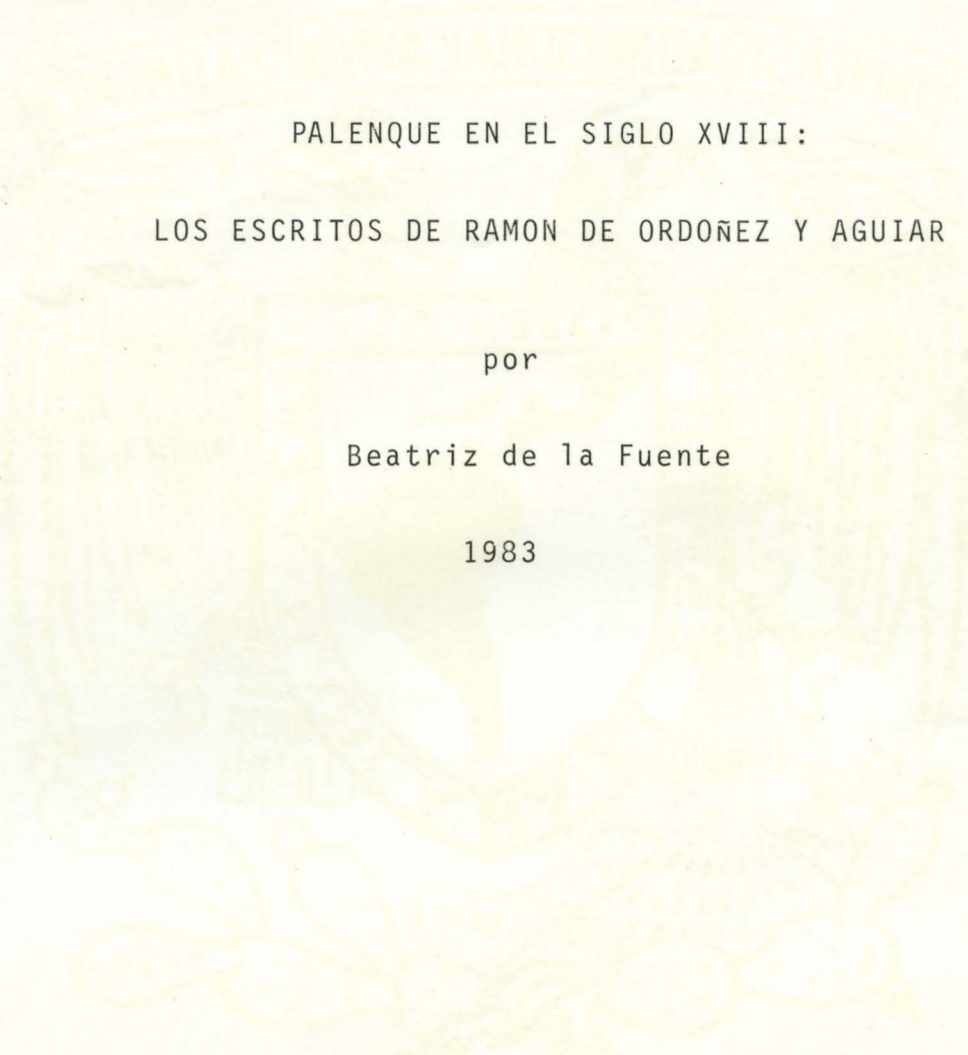 PALENQUE EN EL SIGLO XVIII:
LOS ESCRITOS DE RAMON DE ORDOÑEZ Y AGUIAR
por
Beatriz de la Fuente
1983